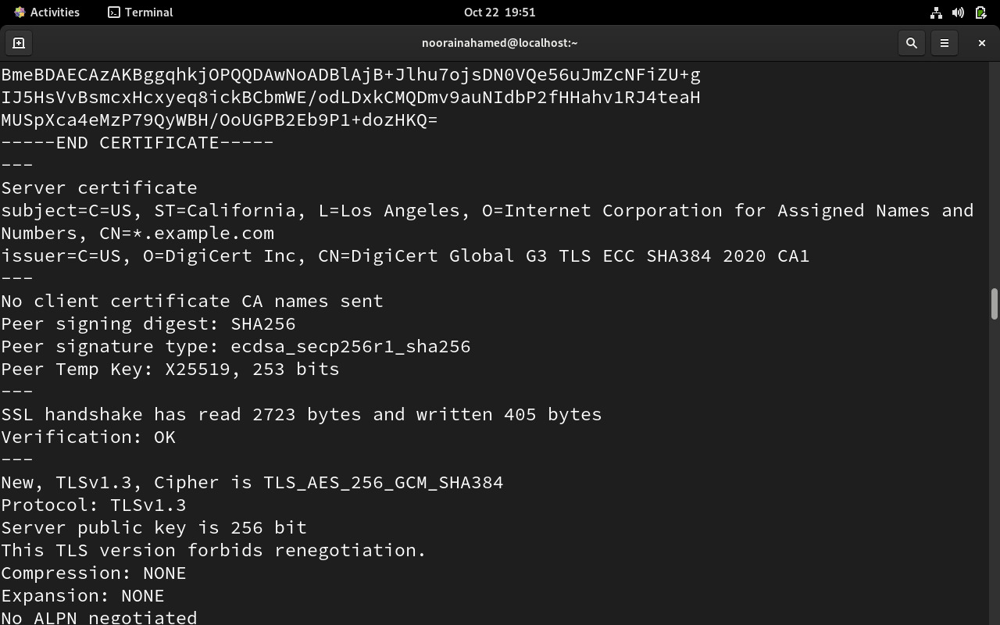 Activities
Terminal
Oct 22 19:51
noorainahamed@localhost:~
BmeBDAECAzAKBggqhkjOPQQDAwNoADBlAjB+Jlhu7ojsDN0VQe56uJmZcNFiZU+g
IJ5HsVvBsmcxHcxyeq8ickBCbmWE/odLDxkCMQDmv9auNIdbP2fHHahv1RJ4teaH
MUSpXca4eMzP79QyWBH/OoUGPB2Eb9P1+dozHKQ=
-----END CERTIFICATE-----
---
Server certificate
subject=C=US, ST=California, L=Los Angeles, O=Internet Corporation for Assigned Names and
Numbers, CN=*.example.com
issuer=C=US, O=DigiCert Inc, CN=DigiCert Global G3 TLS ECC SHA384 2020 CA1
---
No client certificate CA names sent
Peer signing digest: SHA256
Peer signature type: ecdsa_secp256r1_sha256
Peer Temp Key: X25519, 253 bits
---
SSL handshake has read 2723 bytes and written 405 bytes
Verification: OK
---
New, TLSv1.3, Cipher is TLS_AES_256_GCM_SHA384
Protocol: TLSv1.3
Server public key is 256 bit
This TLS version forbids renegotiation.
Compression: NONE
Expansion: NONE
No ALPN negotiated